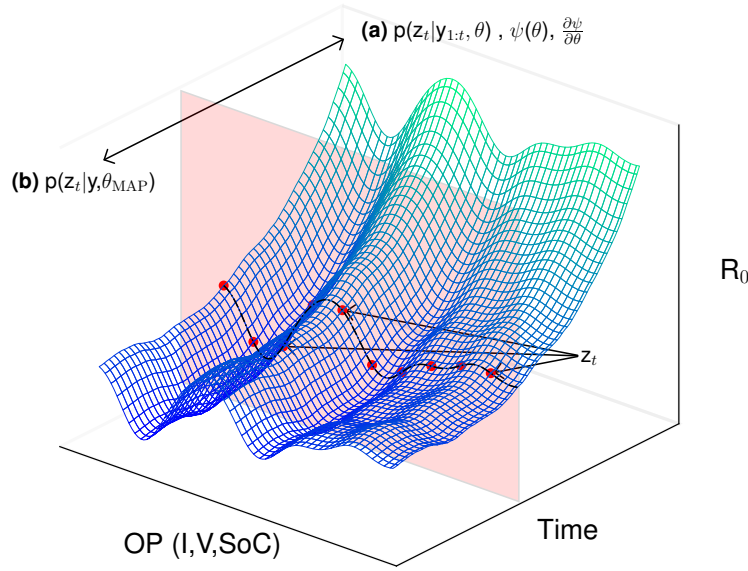 (a) p(z_t|y_{1:t}, θ) , ψ(θ), ∂ψ/∂θ
(b) p(z_t|y,θ_MAP)
R_0
z_t
Time
OP (I,V,SoC)